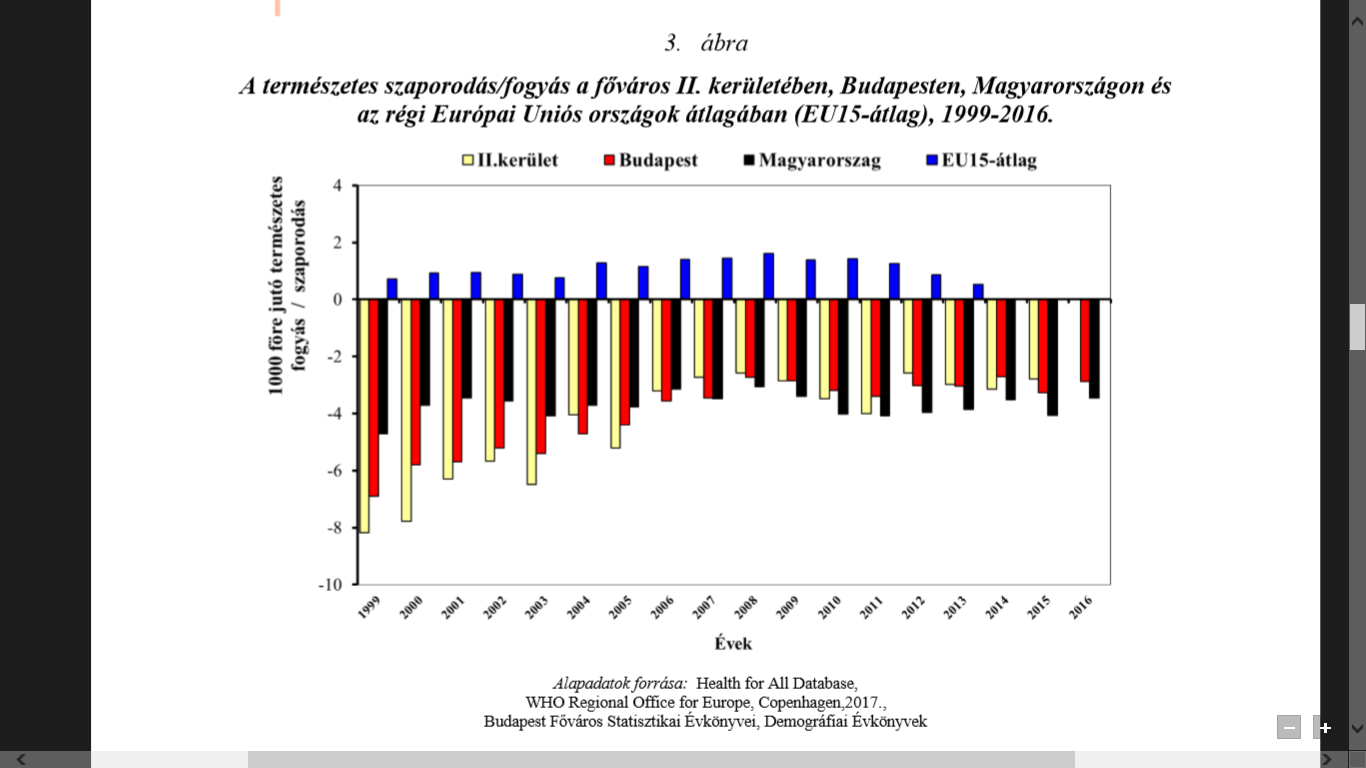 3. ábra
A természetes szaporodás/fogyás a főváros II. kerületében, Budapesten, Magyarországon és
az régi Európai Uniós országok átlagában (EU15-átlag), 1999-2016.
II.kerület Budapest Magyarorszag EU15-átlag
1000 főre jutó természetes
fogyás / szaporodás
4
2
0
-2
-4
-6
-8
-10
1999 2000 2001 2002 2003 2004 2005 2006 2007 2008 2009 2010 2011 2012 2013 2014 2015 2016
Évek
Alapadatok forrása: Health for All Database,
WHO Regional Office for Europe, Copenhagen,2017.,
Budapest Főváros Statisztikai Évkönyvei, Demográfiai Évkönyvek